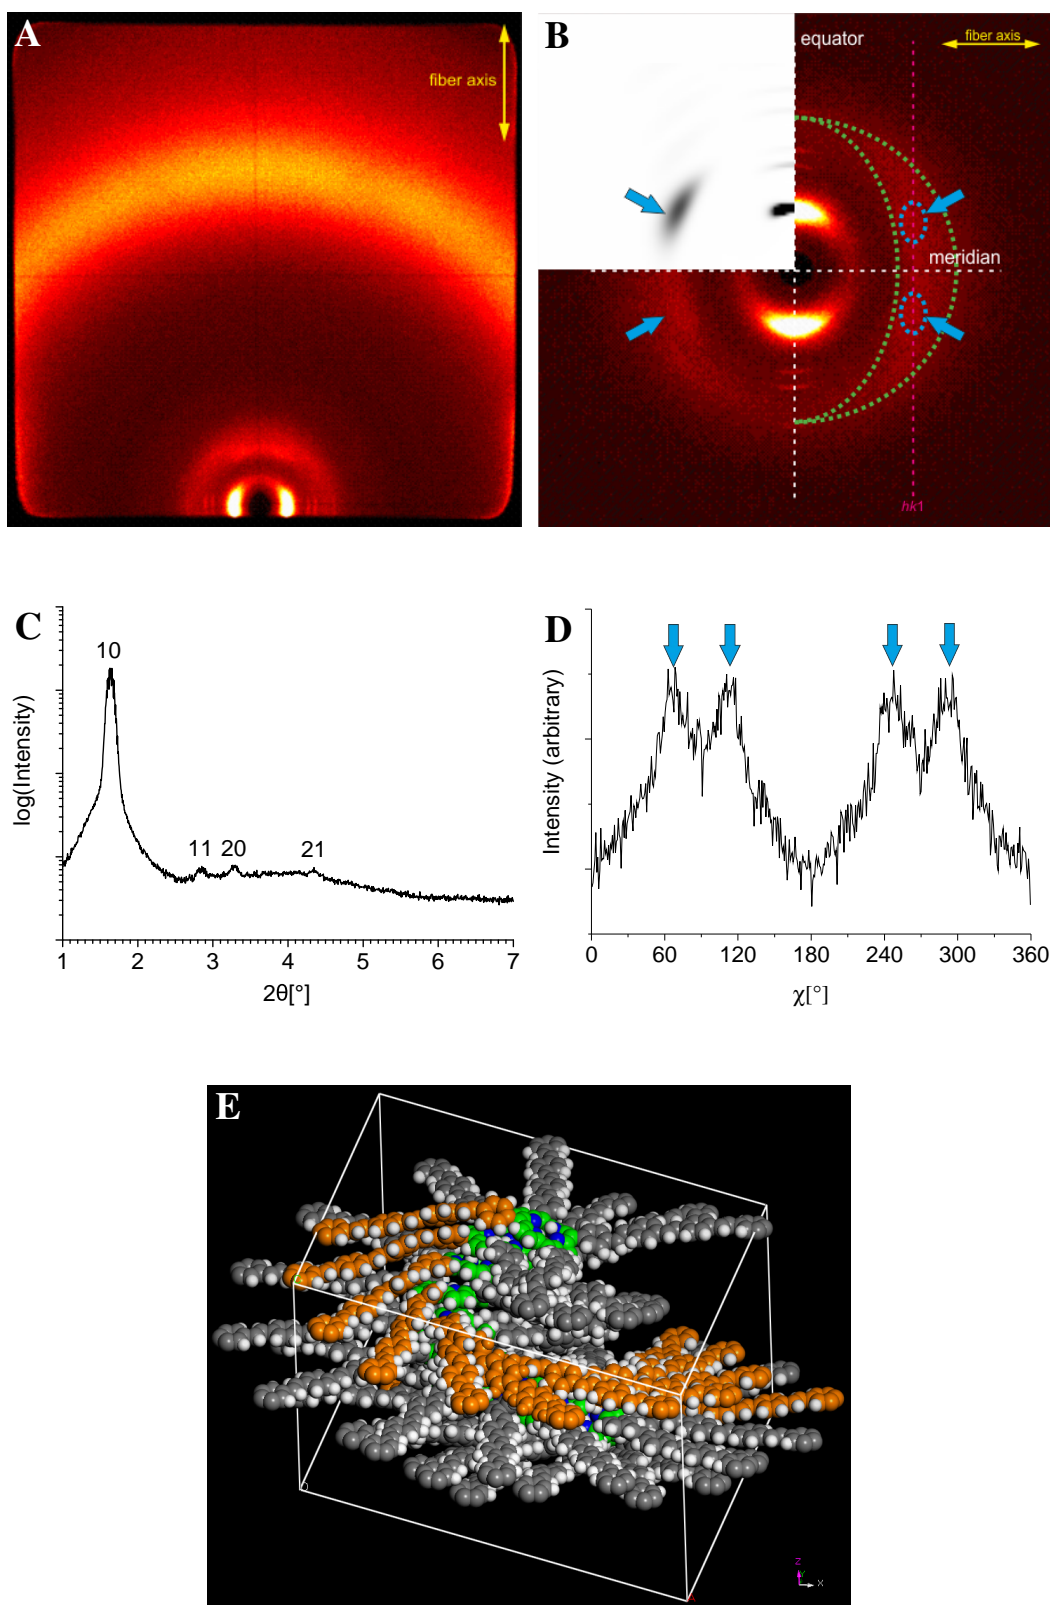 A
fiber axis
B
equator
fiber axis
meridian
hk1
C
10
11
20
21
log(Intensity)
1 2 3 4 5 6 7
2θ[°]
D
Intensity (arbitrary)
0 60 120 180 240 300 360
χ[°]
E
Z
X